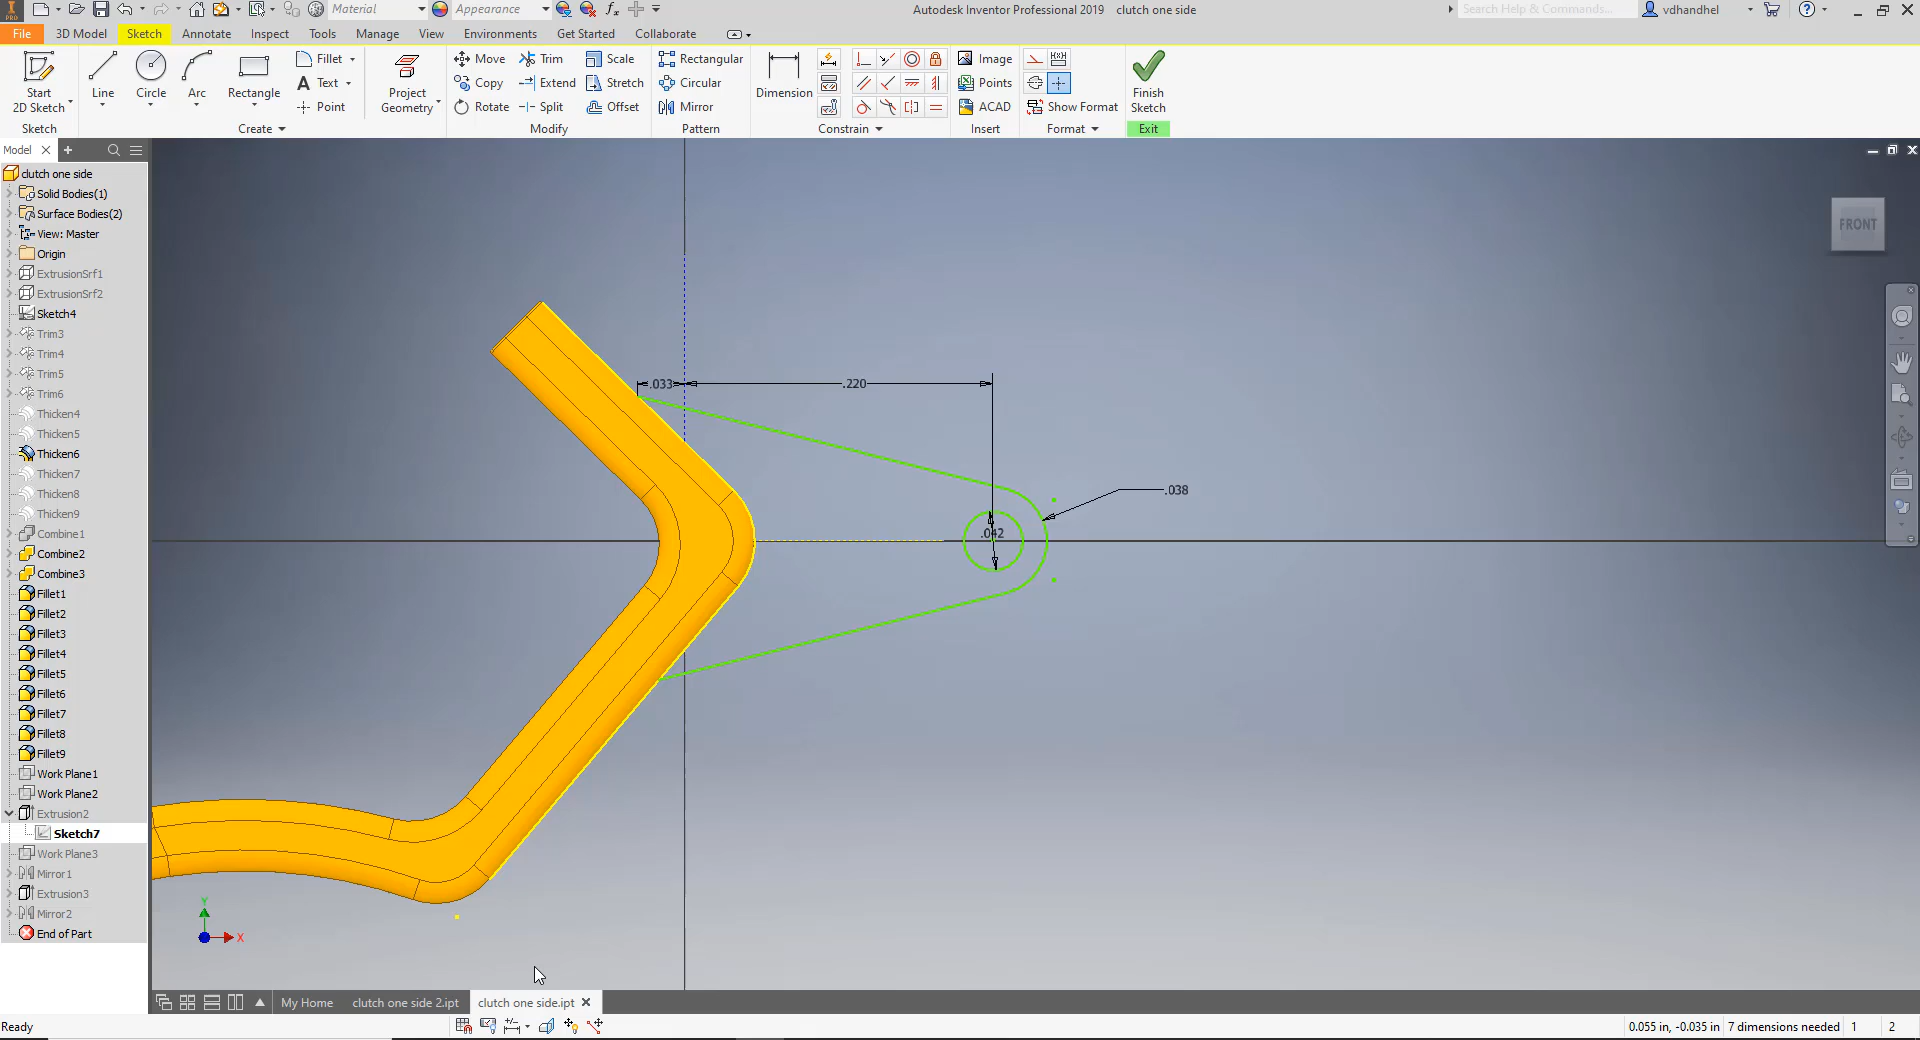 Material
Appearance
Autodesk Inventor Professional 2019 clutch one side
Search Help & Commands...
vdhandhel
PRO
File
3D Model
Sketch
Annotate
Inspect
Tools
Manage
View
Environments
Get Started
Collaborate
Start
2D Sketch
Sketch
Line
Circle
Arc
Rectangle
Fillet
Text
Point
Create
Project
Geometry
Move
Copy
Rotate
Trim
Extend
Split
Scale
Stretch
Offset
Modify
Rectangular
Circular
Mirror
Pattern
Dimension
Constrain
Image
Points
ACAD
Insert
Show Format
Format
Finish
Sketch
Exit
Model
clutch one side
Solid Bodies(1)
Surface Bodies(2)
View: Master
Origin
ExtrusionSrf1
ExtrusionSrf2
Sketch4
Trim3
Trim4
Trim5
Trim6
Thicken4
Thicken5
Thicken6
Thicken7
Thicken8
Thicken9
Combine1
Combine2
Combine3
Fillet1
Fillet2
Fillet3
Fillet4
Fillet5
Fillet6
Fillet7
Fillet8
Fillet9
Work Plane1
Work Plane2
Extrusion2
Sketch7
Work Plane3
Mirror1
Extrusion3
Mirror2
End of Part
FRONT
.033
.220
.038
.042
Y
X
My Home
clutch one side 2.ipt
clutch one side.ipt
Ready
0.055 in, -0.035 in
7 dimensions needed
1
2